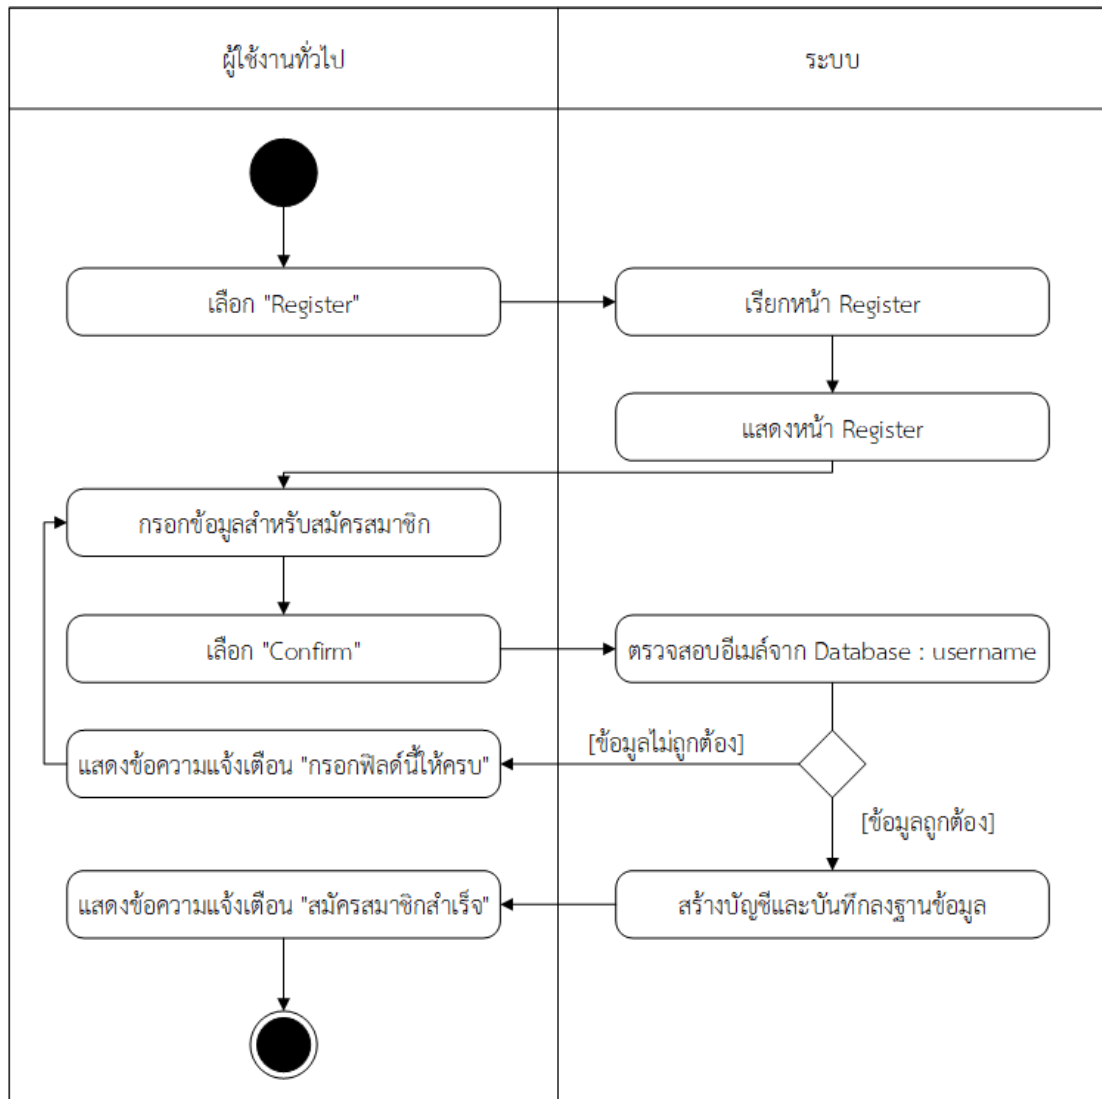 ผู้ใช้งานทั่วไป
ระบบ
เลือก "Register"
เรียกหน้า Register
แสดงหน้า Register
กรอกข้อมูลสำหรับสมัครสมาชิก
เลือก "Confirm"
ตรวจสอบอีเมล์จาก Database : username
[ข้อมูลไม่ถูกต้อง]
แสดงข้อความแจ้งเตือน "กรอกฟิลด์นี้ให้ครบ"
[ข้อมูลถูกต้อง]
แสดงข้อความแจ้งเตือน "สมัครสมาชิกสำเร็จ"
สร้างบัญชีและบันทึกลงฐานข้อมูล